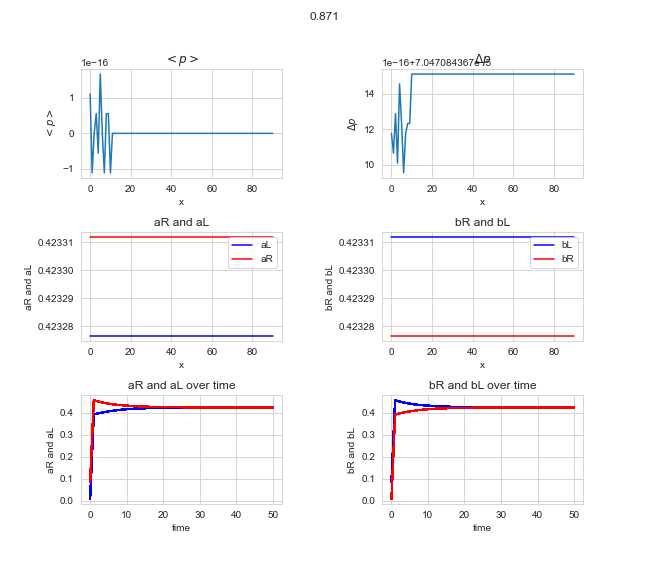 0.871
< p >
Δp
1e−16
1e−16+7.047084367e−5
1
0
−1
< p >
0 20 40 60 80
x
14
12
10
Δp
0 20 40 60 80
x
aR and aL
bR and bL
0.42331
0.42330
0.42329
0.42328
aR and aL
aL
aR
0 20 40 60 80
x
0.42331
0.42330
0.42329
0.42328
bR and bL
bL
bR
0 20 40 60 80
x
aR and aL over time
bR and bL over time
0.4
0.3
0.2
0.1
0.0
aR and aL
0 10 20 30 40 50
time
0.4
0.3
0.2
0.1
0.0
bR and bL
0 10 20 30 40 50
time